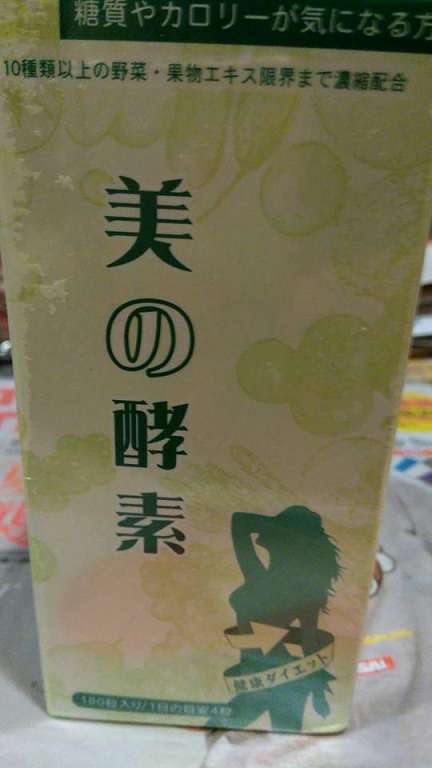 糖質やカロリーが気になる方
10種類以上の野菜・果物エキス限界まで濃縮配合
美の酵素
健康ダイエット
180粒入り/1日の目安4粒